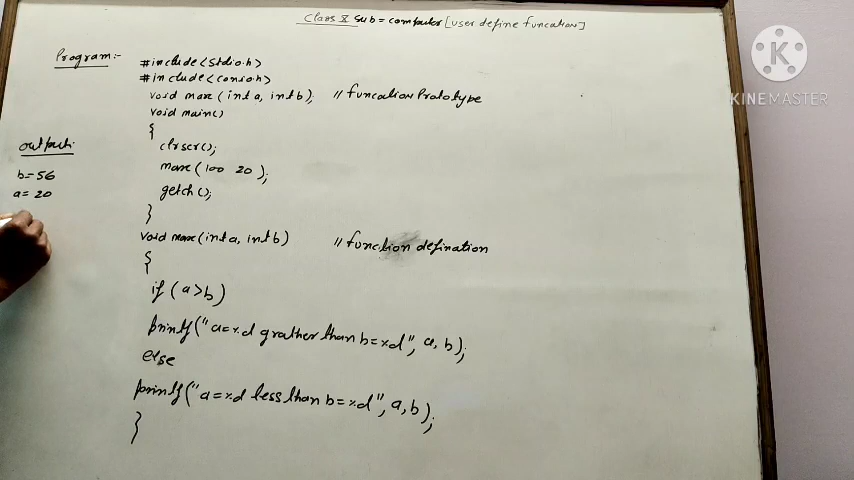 Class X Sub = computer [user define funcation]
Program:-
#include<stdio.h>
#include<conio.h>
void max (int a, int b); // funcation Prototype
void main()
{
clrscr();
max (100 20);
getch();
}
void max (int a, int b) // function defination
{
if (a>b)
printf("a=%d grather than b=%d", a, b);
else
printf("a=%d less than b=%d", a,b);
}
output:
b=56
a=20
KINEMASTER